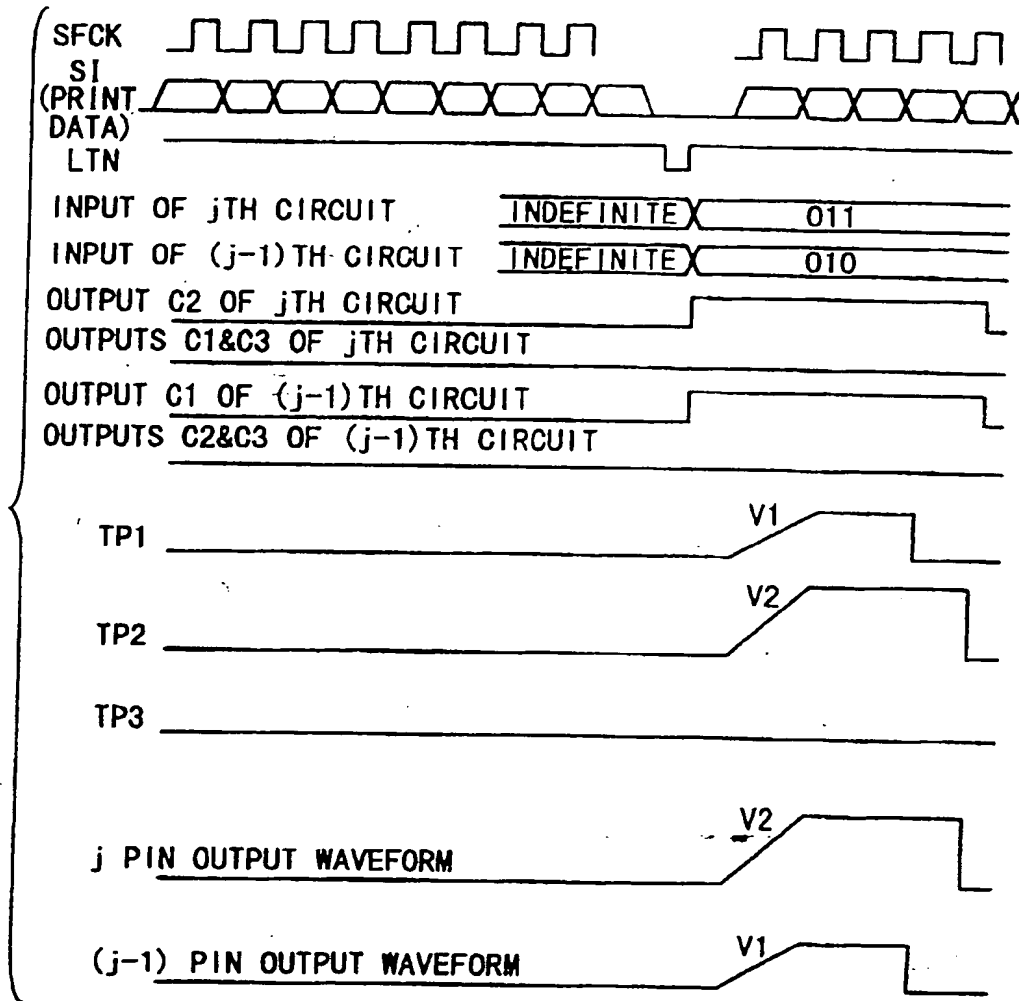 SFCK
SI
(PRINT
DATA)
LTN
INPUT OF jTH CIRCUIT INDEFINITE 011
INPUT OF (j-1)TH CIRCUIT INDEFINITE 010
OUTPUT C2 OF jTH CIRCUIT
OUTPUTS C1&C3 OF jTH CIRCUIT
OUTPUT C1 OF (j-1)TH CIRCUIT
OUTPUTS C2&C3 OF (j-1)TH CIRCUIT
TP1 V1
TP2 V2
TP3
j PIN OUTPUT WAVEFORM V2
(j-1) PIN OUTPUT WAVEFORM V1